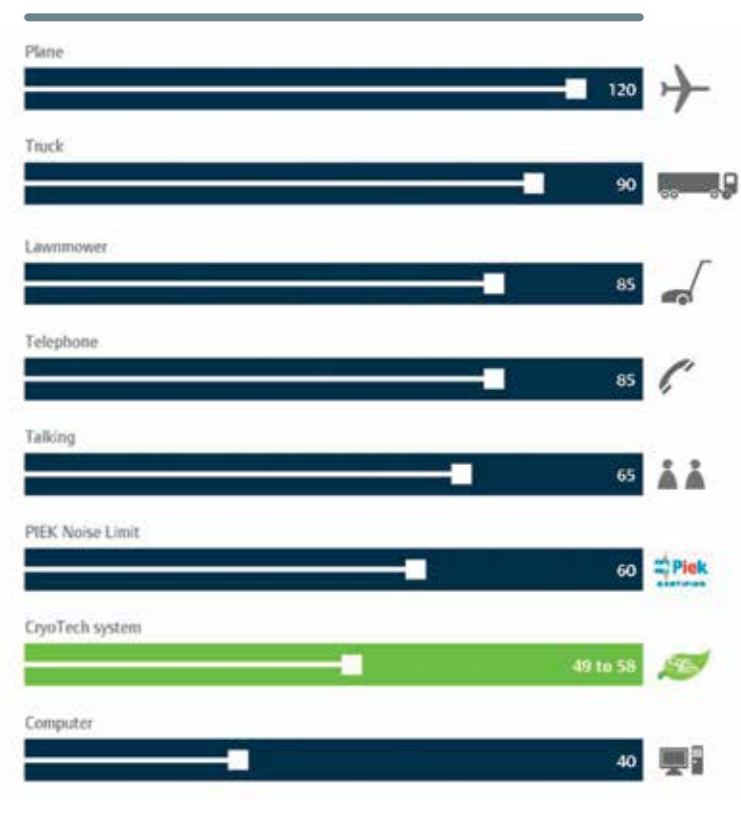 Plane
120
Truck
90
Lawnmower
85
Telephone
85
Talking
65
PIEK Noise Limit
60
Piek
CERTIFIED
CryoTech system
49 to 58
Computer
40